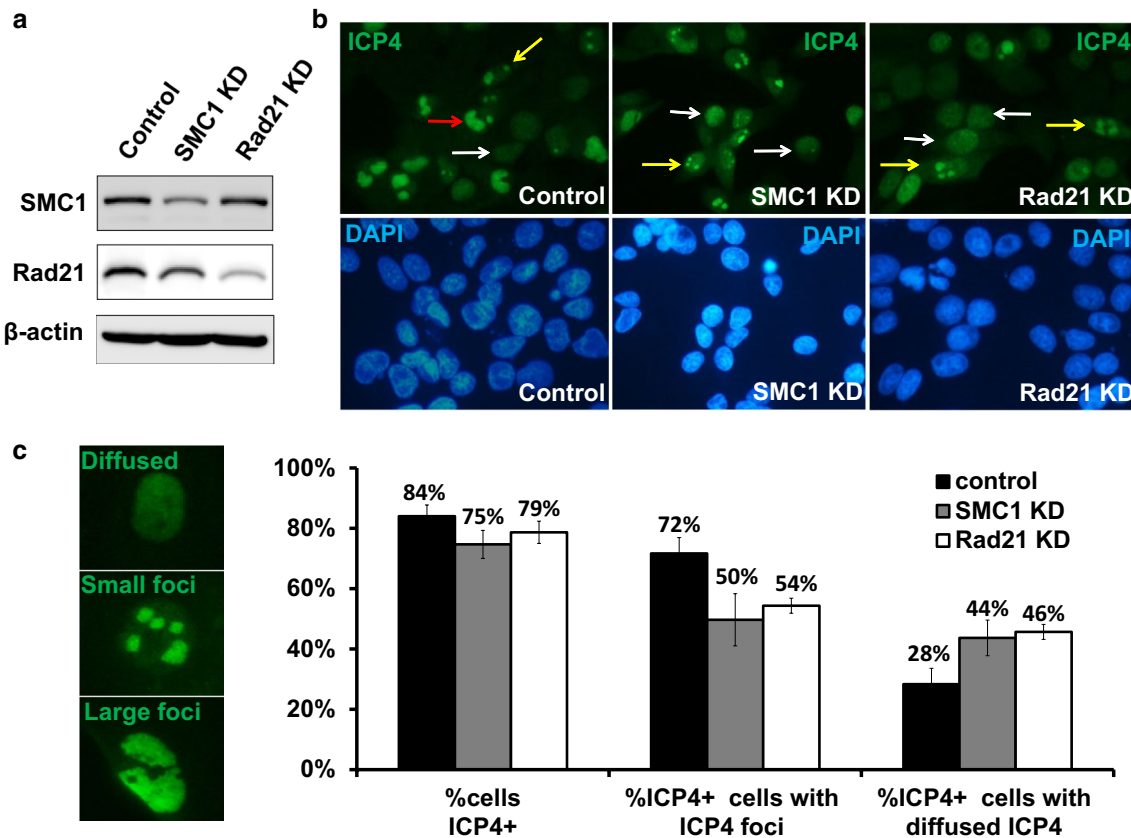 a
Control
SMC1 KD
Rad21 KD
SMC1
Rad21
β-actin
b
ICP4
Control
ICP4
SMC1 KD
ICP4
Rad21 KD
DAPI
Control
DAPI
SMC1 KD
DAPI
Rad21 KD
c
Diffused
Small foci
Large foci
100%
80%
60%
40%
20%
0%
84%
75%
79%
72%
50%
54%
28%
44%
46%
control
SMC1 KD
Rad21 KD
%cells
ICP4+
%ICP4+ cells with
ICP4 foci
%ICP4+ cells with
diffused ICP4